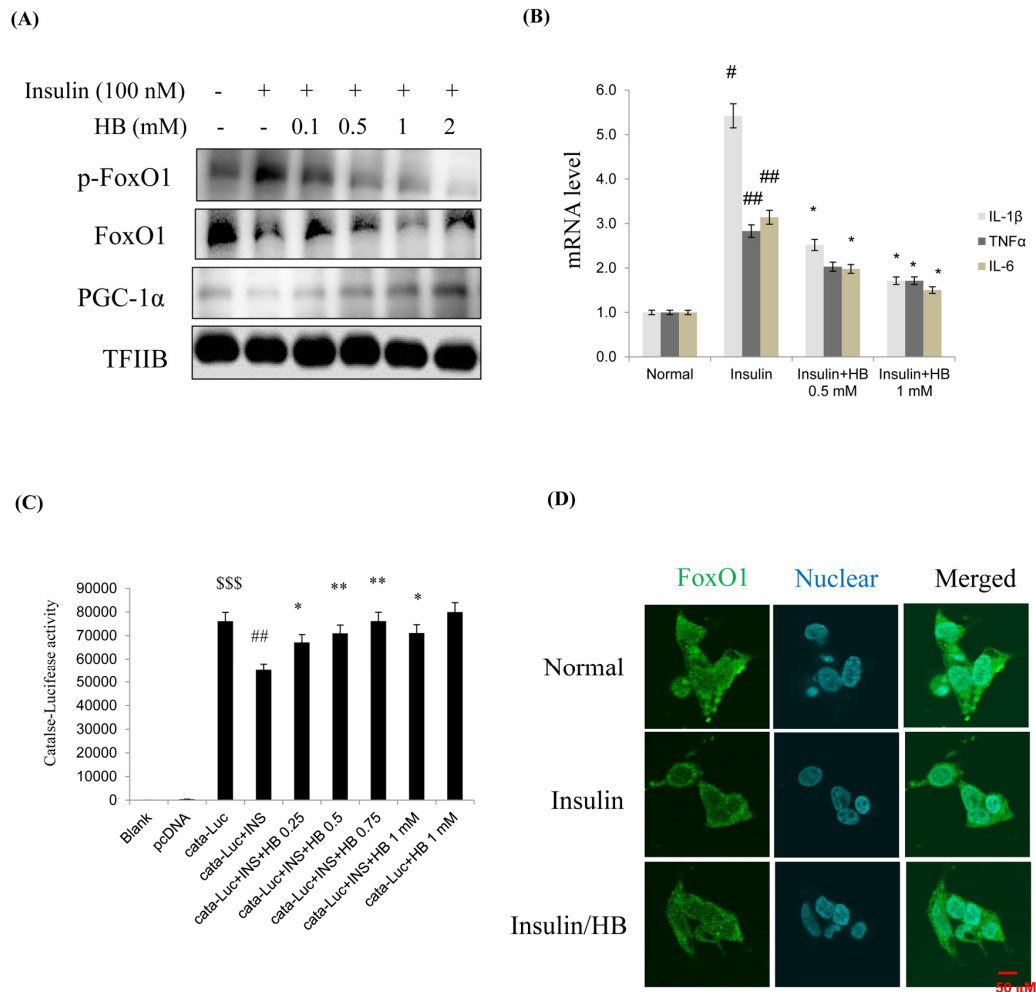 (A)
Insulin (100 nM) - + + + + +
HB (mM) - - 0.1 0.5 1 2
p-FoxO1
FoxO1
PGC-1α
TFIIB
(B)
mRNA level
6.0
5.0
4.0
3.0
2.0
1.0
0.0
#
##
##
*
*
*
*
*
IL-1β
TNFα
IL-6
Normal
Insulin
Insulin+HB
0.5 mM
Insulin+HB
1 mM
(C)
Catalse-Lucifease activity
90000
80000
70000
60000
50000
40000
30000
20000
10000
0
$$$
##
*
**
**
*
Blank
pcDNA
cata-Luc
cata-Luc+INS
cata-Luc+INS+HB 0.25
cata-Luc+INS+HB 0.5
cata-Luc+INS+HB 0.75
cata-Luc+INS+HB 1 mM
cata-Luc+HB 1 mM
(D)
FoxO1 Nuclear Merged
Normal
Insulin
Insulin/HB
50 uM